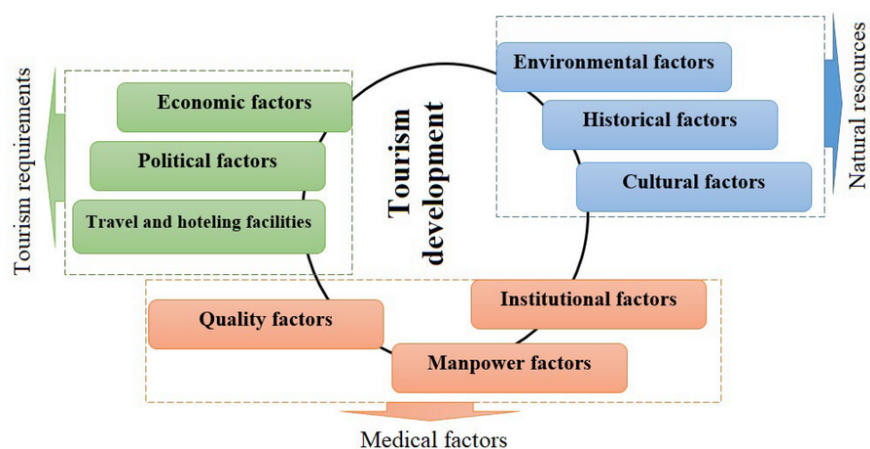 Tourism requirements
Economic factors
Political factors
Travel and hoteling facilities
Tourism
development
Environmental factors
Historical factors
Cultural factors
Natural resources
Quality factors
Institutional factors
Manpower factors
Medical factors